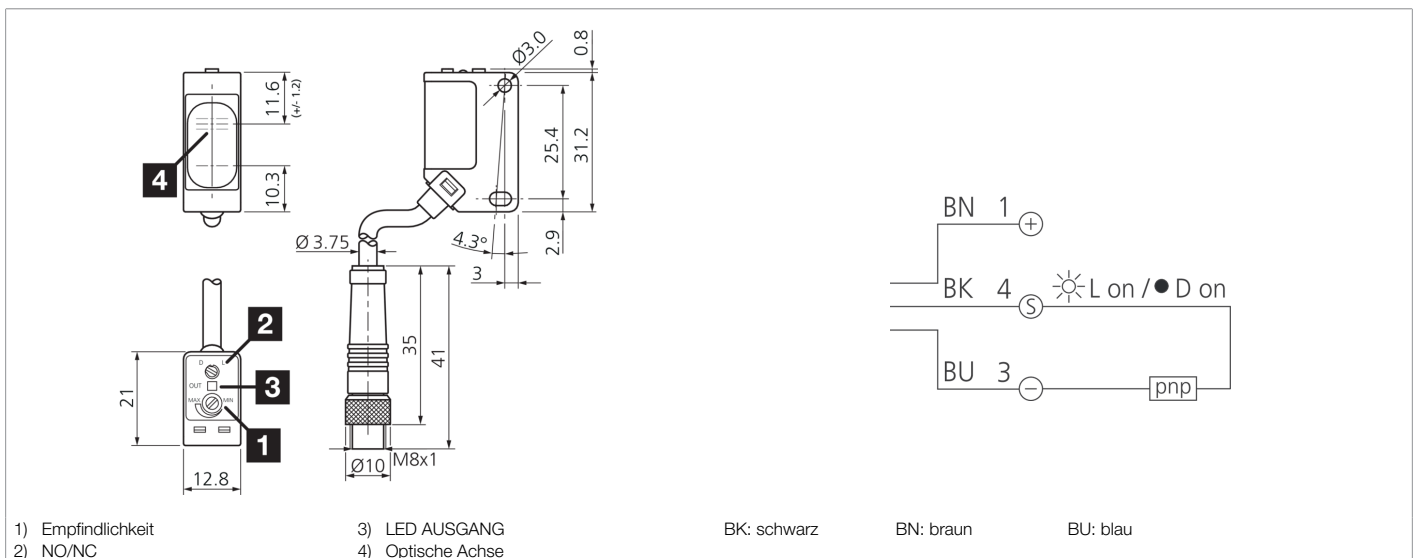 Ø3.0
0.8
11.6
(+/- 1.2)
25.4
31.2
4
10.3
Ø 3.75
4.3°
2.9
3
2
D L
35
41
OUT
3
21
MAX MIN
1
Ø10
M8x1
12.8
BN 1 +
BK 4 S L on / D on
BU 3 − pnp
1) Empfindlichkeit
2) NO/NC
3) LED AUSGANG
4) Optische Achse
BK: schwarz
BN: braun
BU: blau